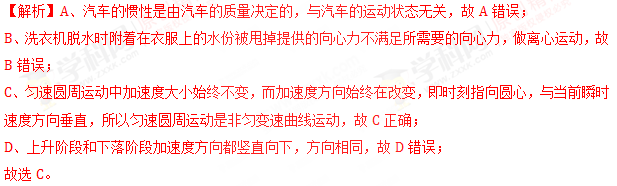 【解析】A、汽车的惯性是由汽车的质量决定的，与汽车的运动状态无关，故 A 错误；
B、洗衣机脱水时附着在衣服上的水份被甩掉提供的向心力不满足所需要的向心力，做离心运动，故
B 错误；
C、匀速圆周运动中加速度大小始终不变，而加速度方向始终在改变，即时刻指向圆心，与当前瞬时
速度方向垂直，所以匀速圆周运动是非匀变速曲线运动，故 C 正确；
D、上升阶段和下落阶段加速度方向都竖直向下，方向相同，故 D 错误；
故选 C。